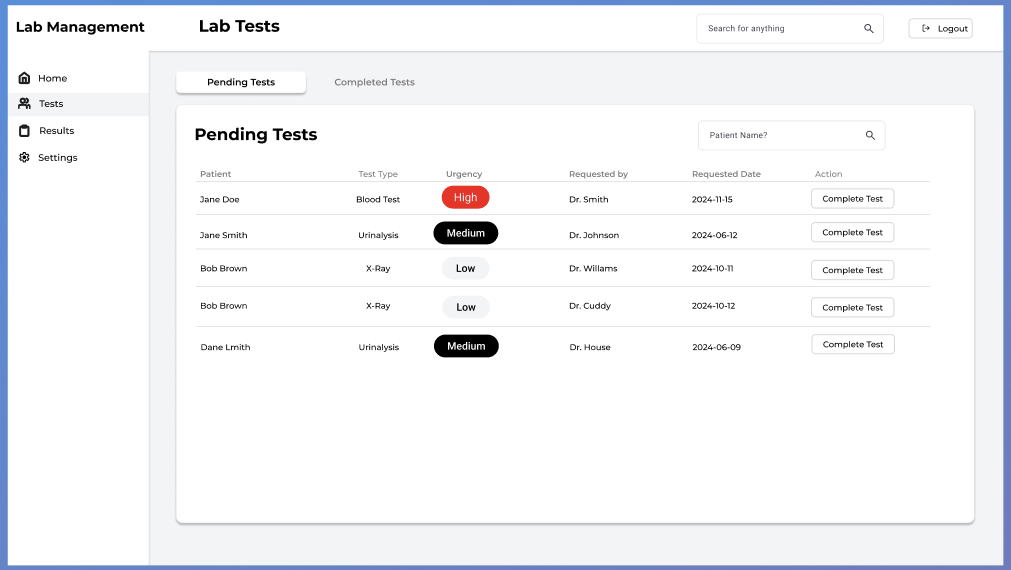 Lab Management
Lab Tests
Search for anything
Logout
Home
Tests
Results
Settings
Pending Tests
Completed Tests
Pending Tests
Patient Name?
Patient Test Type Urgency Requested by Requested Date Action
Jane Doe Blood Test High Dr. Smith 2024-11-15 Complete Test
Jane Smith Urinalysis Medium Dr. Johnson 2024-06-12 Complete Test
Bob Brown X-Ray Low Dr. Willams 2024-10-11 Complete Test
Bob Brown X-Ray Low Dr. Cuddy 2024-10-12 Complete Test
Dane Lmith Urinalysis Medium Dr. House 2024-06-09 Complete Test